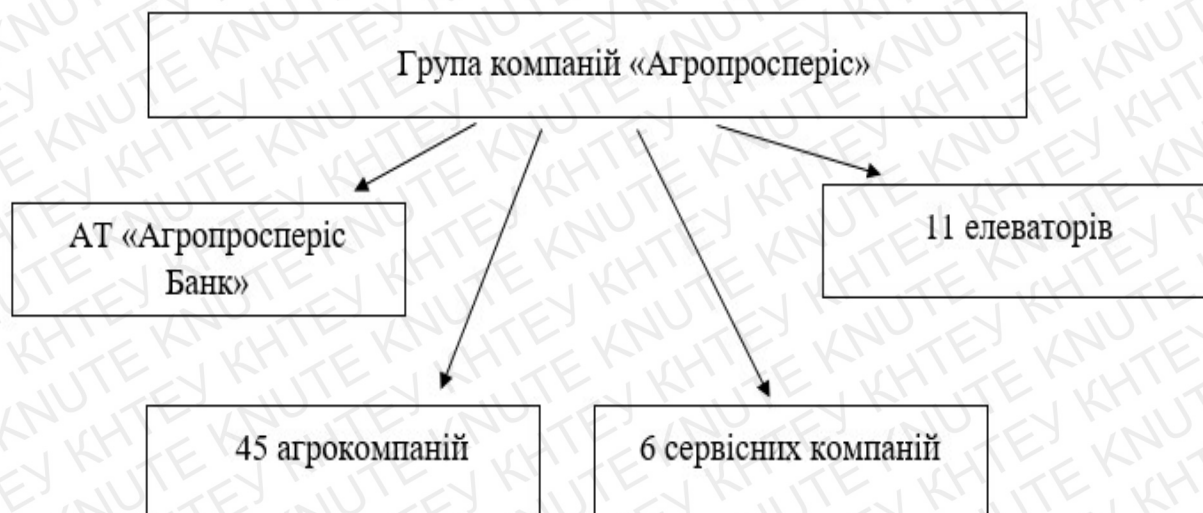 Група компаній «Агропросперіс»
АТ «Агропросперіс
Банк»
11 елеваторів
45 агрокомпаній
6 сервісних компаній